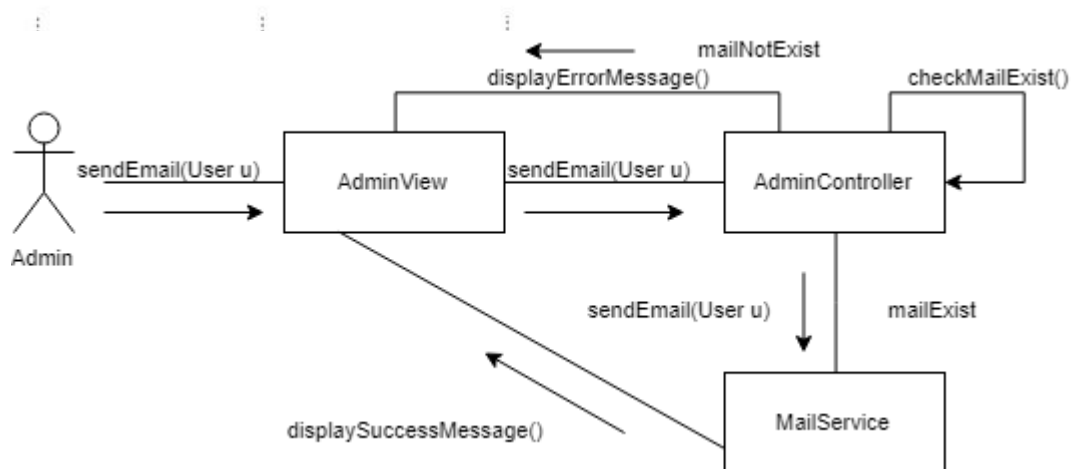 mailNotExist
displayErrorMessage()
checkMailExist()
sendEmail(User u)
AdminView
sendEmail(User u)
AdminController
Admin
sendEmail(User u)
mailExist
MailService
displaySuccessMessage()